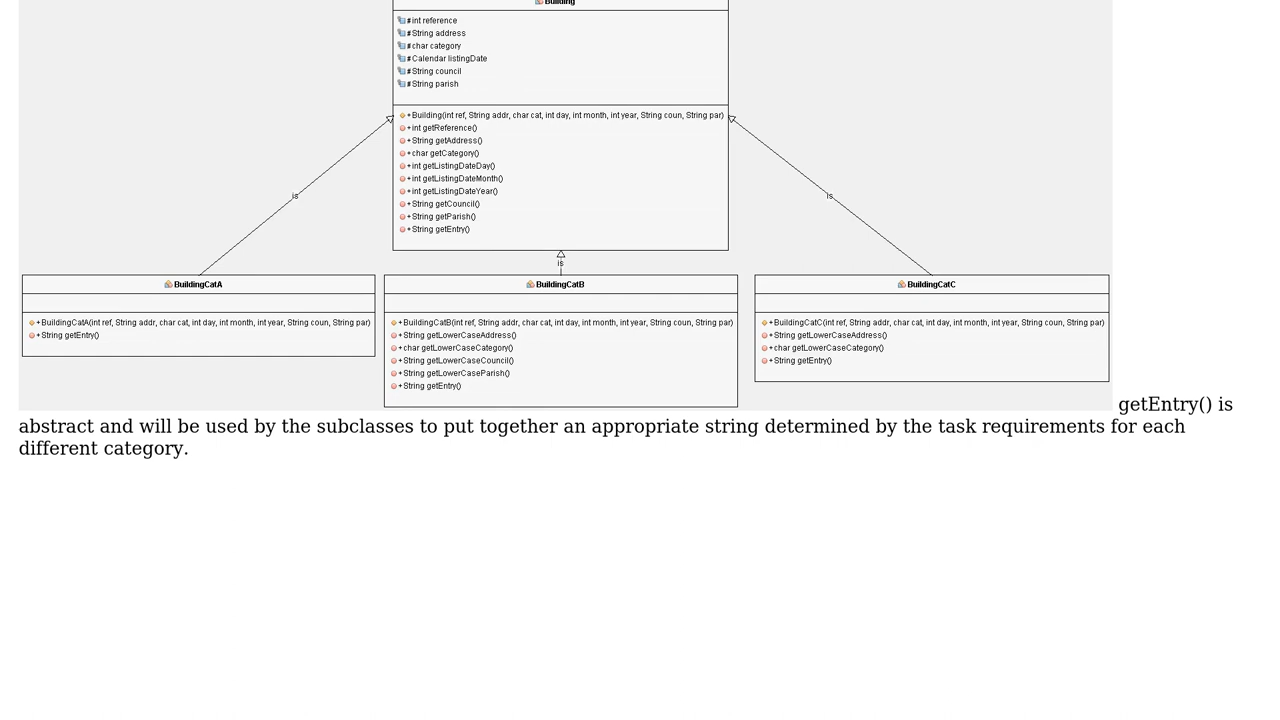 Building
#int reference
#String address
#char category
#Calendar listingDate
#String council
#String parish
+Building(int ref, String addr, char cat, int day, int month, int year, String coun, String par)
+int getReference()
+String getAddress()
+char getCategory()
+int getListingDateDay()
+int getListingDateMonth()
+int getListingDateYear()
+String getCouncil()
+String getParish()
+String getEntry()
is
is
is
BuildingCatA
+BuildingCatA(int ref, String addr, char cat, int day, int month, int year, String coun, String par)
+String getEntry()
BuildingCatB
+BuildingCatB(int ref, String addr, char cat, int day, int month, int year, String coun, String par)
+String getLowerCaseAddress()
+char getLowerCaseCategory()
+String getLowerCaseCouncil()
+String getLowerCaseParish()
+String getEntry()
BuildingCatC
+BuildingCatC(int ref, String addr, char cat, int day, int month, int year, String coun, String par)
+String getLowerCaseAddress()
+char getLowerCaseCategory()
+String getEntry()
getEntry() is
abstract and will be used by the subclasses to put together an appropriate string determined by the task requirements for each
different category.